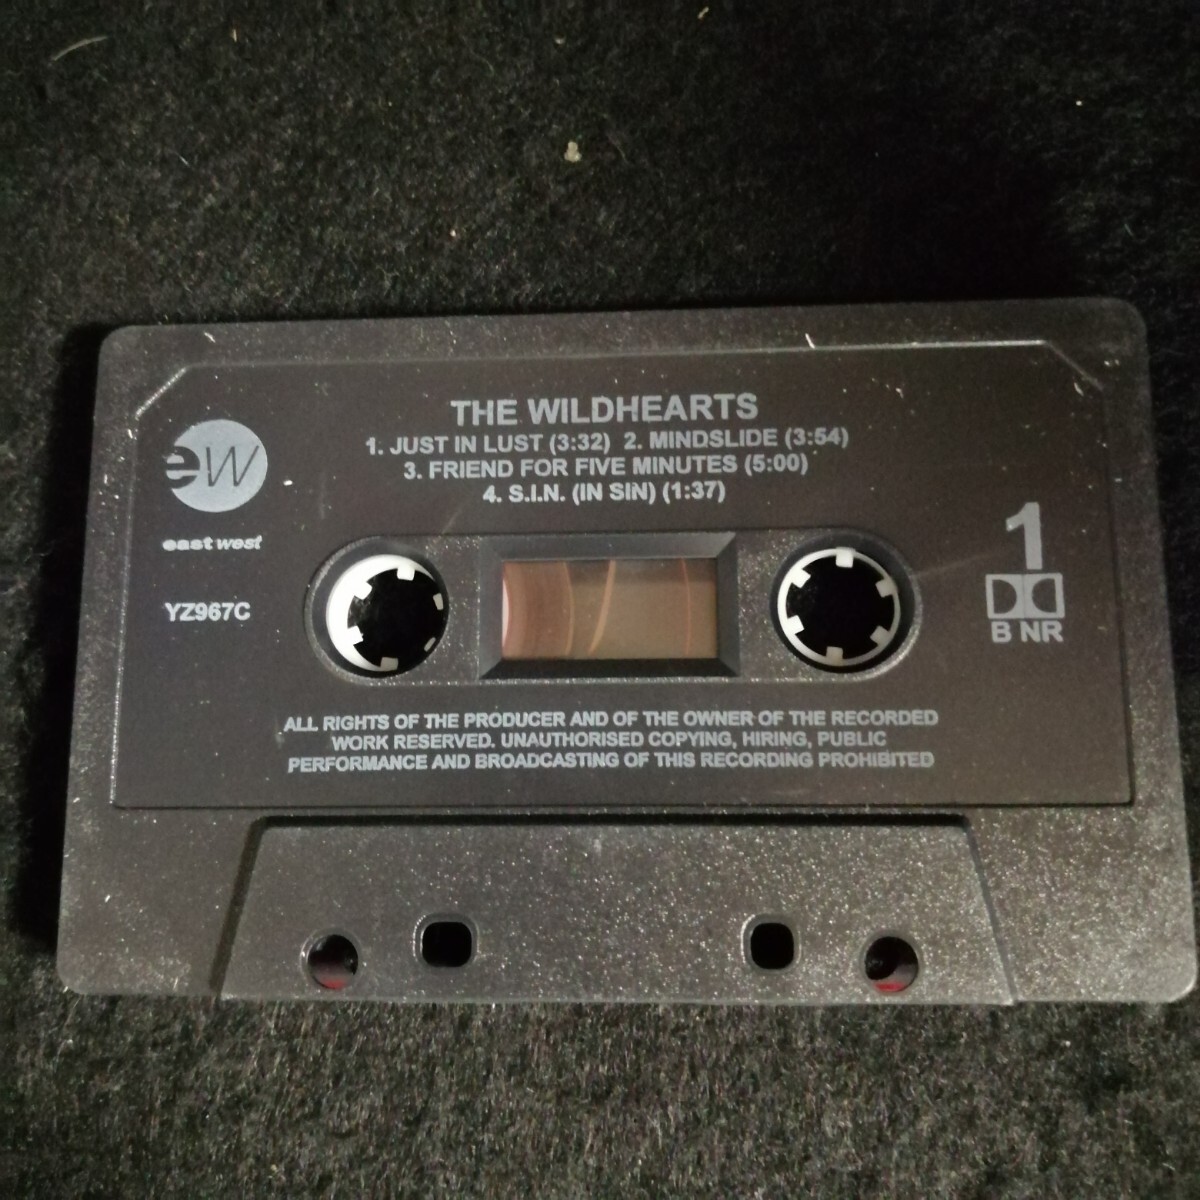 THE WILDHEARTS
1. JUST IN LUST (3:32) 2. MINDSLIDE (3:54)
3. FRIEND FOR FIVE MINUTES (5:00)
4. S.I.N. (IN SIN) (1:37)
ew
east west
YZ967C
1
B NR
ALL RIGHTS OF THE PRODUCER AND OF THE OWNER OF THE RECORDED
WORK RESERVED. UNAUTHORISED COPYING, HIRING, PUBLIC
PERFORMANCE AND BROADCASTING OF THIS RECORDING PROHIBITED